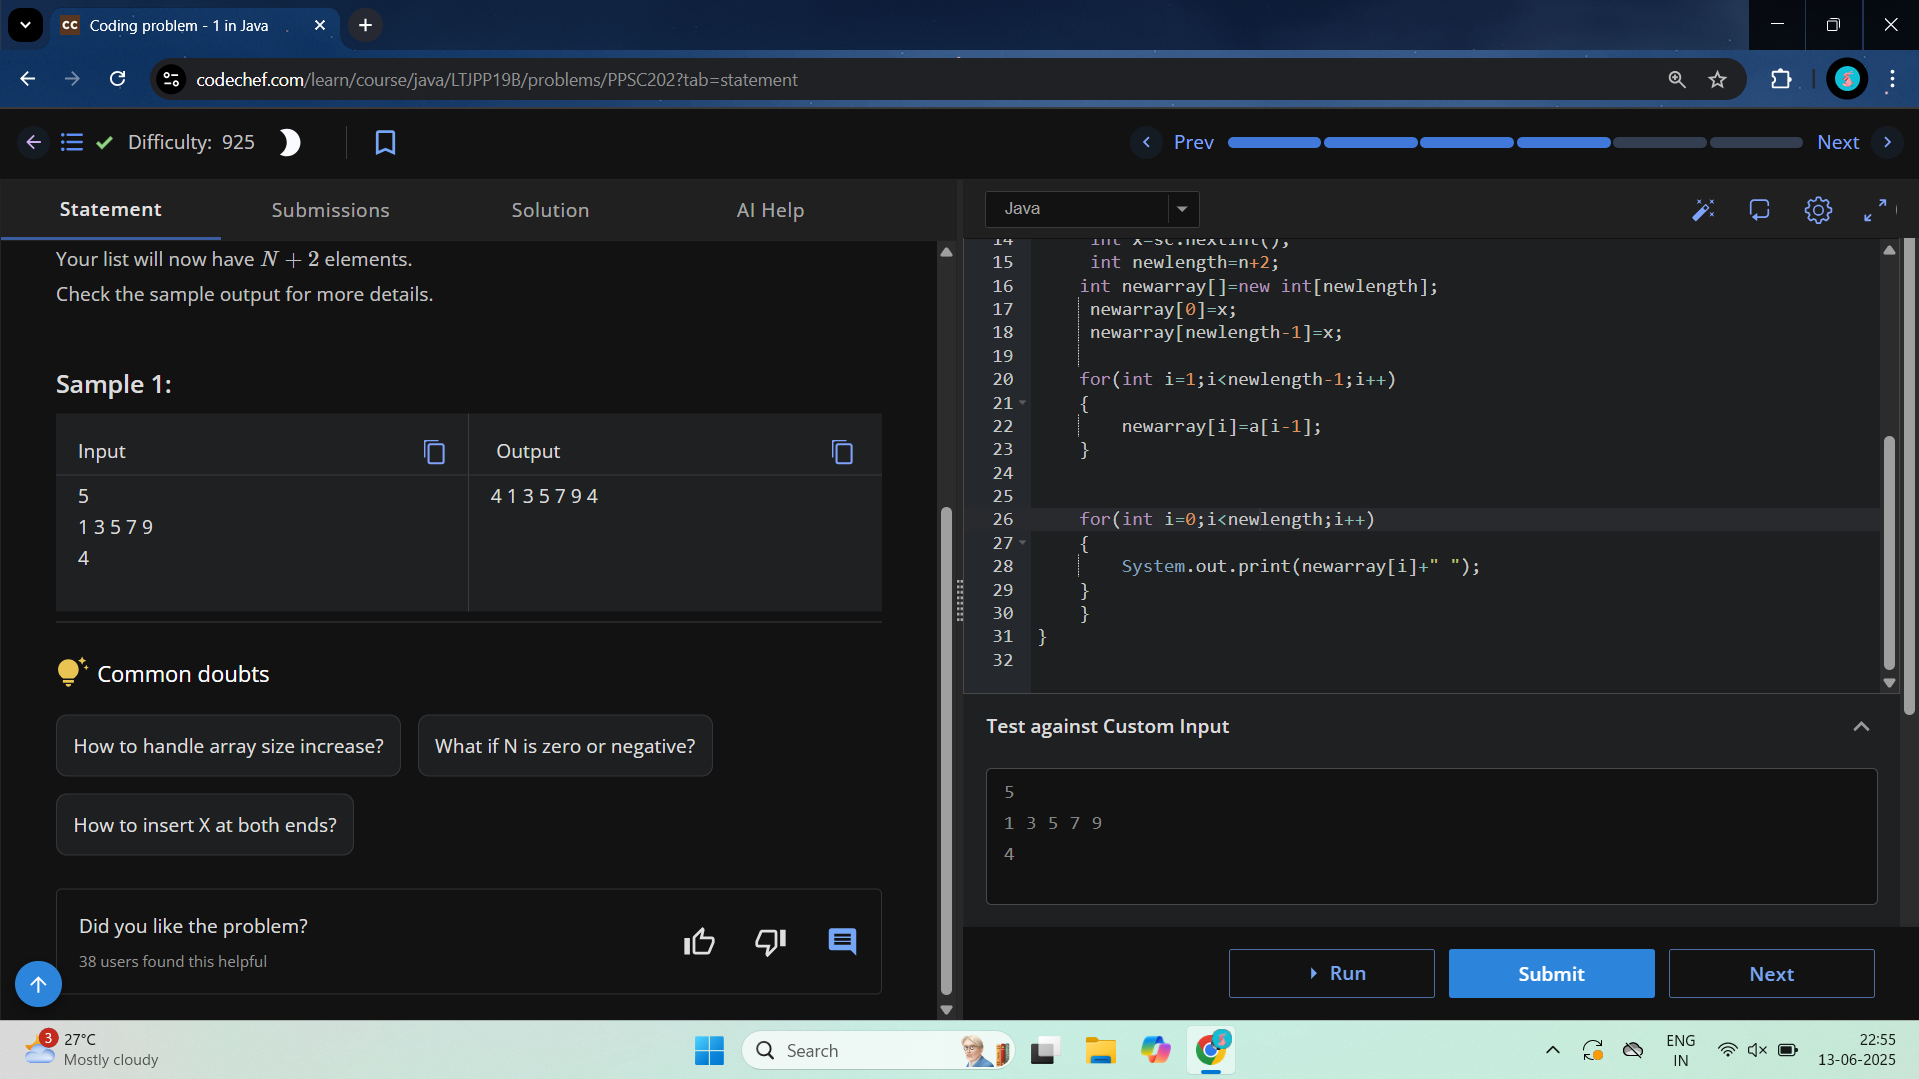 CC Coding problem - 1 in Java
codechef.com/learn/course/java/LTJPP19B/problems/PPSC202?tab=statement
Difficulty: 925
Prev
Next
Statement
Submissions
Solution
AI Help
Your list will now have N + 2 elements.
Check the sample output for more details.
Sample 1:
Input
Output
5
1 3 5 7 9
4
4 1 3 5 7 9 4
Common doubts
How to handle array size increase?
What if N is zero or negative?
How to insert X at both ends?
Did you like the problem?
38 users found this helpful
Java
14 int x=sc.nextInt();
15 int newlength=n+2;
16 int newarray[]=new int[newlength];
17 newarray[0]=x;
18 newarray[newlength-1]=x;
19
20 for(int i=1;i<newlength-1;i++)
21 {
22 newarray[i]=a[i-1];
23 }
24
25
26 for(int i=0;i<newlength;i++)
27 {
28 System.out.print(newarray[i]+" ");
29 }
30 }
31 }
32
Test against Custom Input
5
1 3 5 7 9
4
Run
Submit
Next
3
27°C
Mostly cloudy
Search
ENG
IN
22:55
13-06-2025